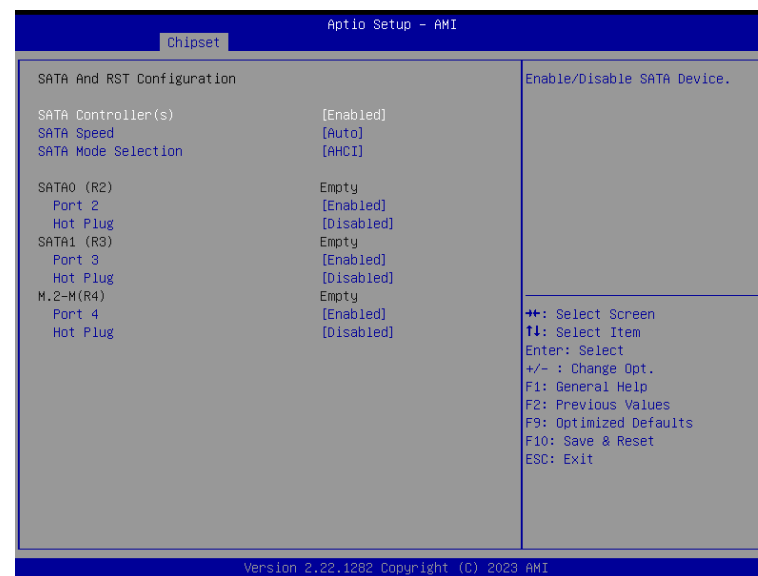 Aptio Setup – AMI
Chipset
SATA And RST Configuration
SATA Controller(s) [Enabled]
SATA Speed [Auto]
SATA Mode Selection [AHCI]
SATA0 (R2) Empty
Port 2 [Enabled]
Hot Plug [Disabled]
SATA1 (R3) Empty
Port 3 [Enabled]
Hot Plug [Disabled]
M.2-M(R4) Empty
Port 4 [Enabled]
Hot Plug [Disabled]
Enable/Disable SATA Device.
→←: Select Screen
↑↓: Select Item
Enter: Select
+/- : Change Opt.
F1: General Help
F2: Previous Values
F9: Optimized Defaults
F10: Save & Reset
ESC: Exit
Version 2.22.1282 Copyright (C) 2023 AMI